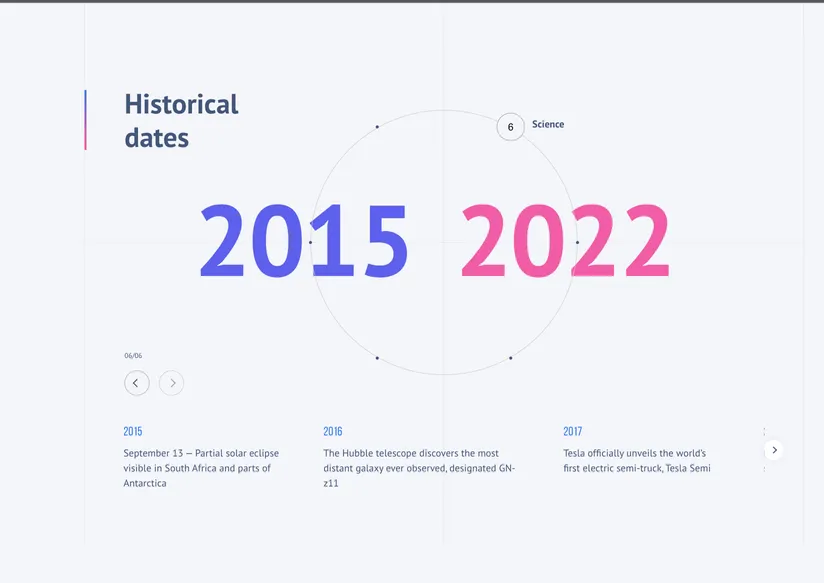 Historical
dates
6
Science
2015 2022
06/06
2015
September 13 — Partial solar eclipse
visible in South Africa and parts of
Antarctica
2016
The Hubble telescope discovers the most
distant galaxy ever observed, designated GN-
z11
2017
Tesla officially unveils the world's
first electric semi-truck, Tesla Semi